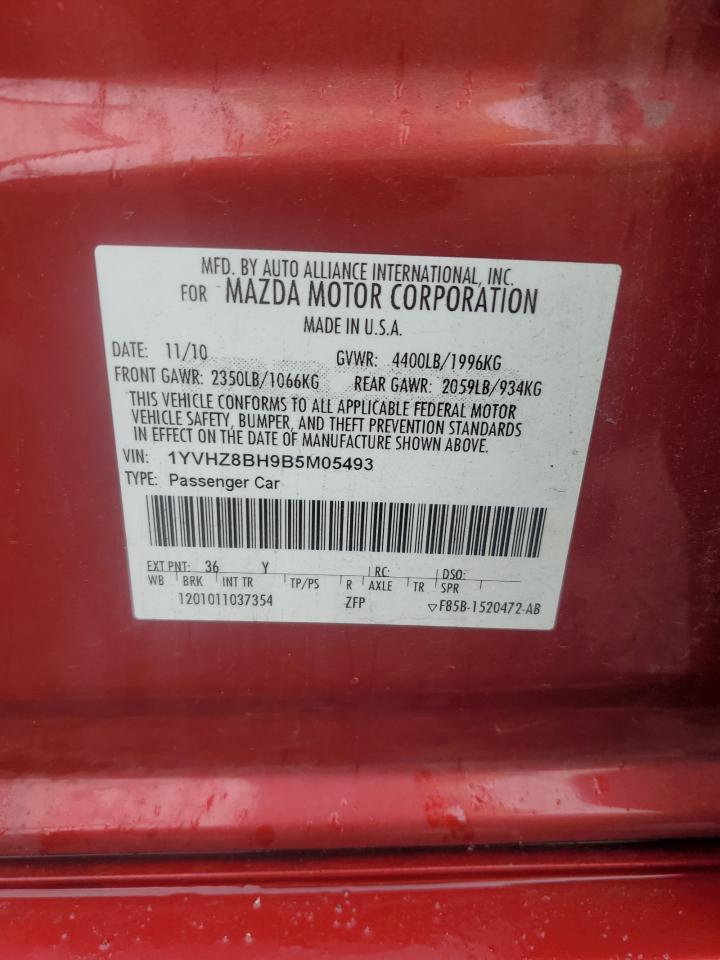 MFD. BY AUTO ALLIANCE INTERNATIONAL, INC.
FOR MAZDA MOTOR CORPORATION
MADE IN U.S.A.
DATE: 11/10 GVWR: 4400LB/1996KG
FRONT GAWR: 2350LB/1066KG REAR GAWR: 2059LB/934KG
THIS VEHICLE CONFORMS TO ALL APPLICABLE FEDERAL MOTOR
VEHICLE SAFETY, BUMPER, AND THEFT PREVENTION STANDARDS
IN EFFECT ON THE DATE OF MANUFACTURE SHOWN ABOVE.
VIN: 1YVHZ8BH9B5M05493
TYPE: Passenger Car
EXT PNT: 36 Y RC: DSO:
WB BRK INT TR TP/PS R AXLE TR SPR
1201011037354 ZFP ▽F85B-1520472-AB